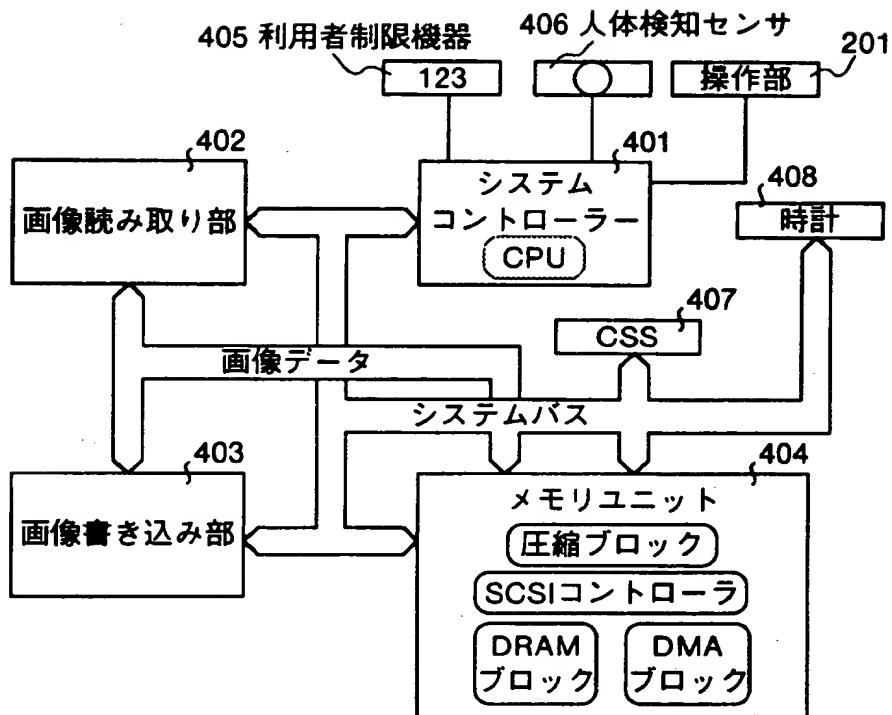 405 利用者制限機器
406 人体検知センサ
201
123
操作部
402
401
408
画像読み取り部
システム
コントローラー
CPU
時計
407
CSS
画像データ
システムバス
403
404
画像書き込み部
メモリユニット
圧縮ブロック
SCSIコントローラ
DRAM
ブロック
DMA
ブロック